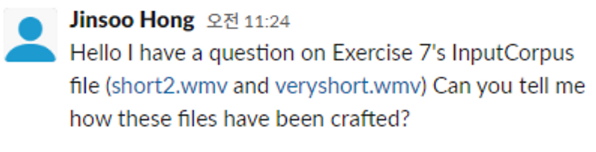 Jinsoo Hong 오전 11:24
Hello I have a question on Exercise 7's InputCorpus
file (short2.wmv and veryshort.wmv) Can you tell me
how these files have been crafted?